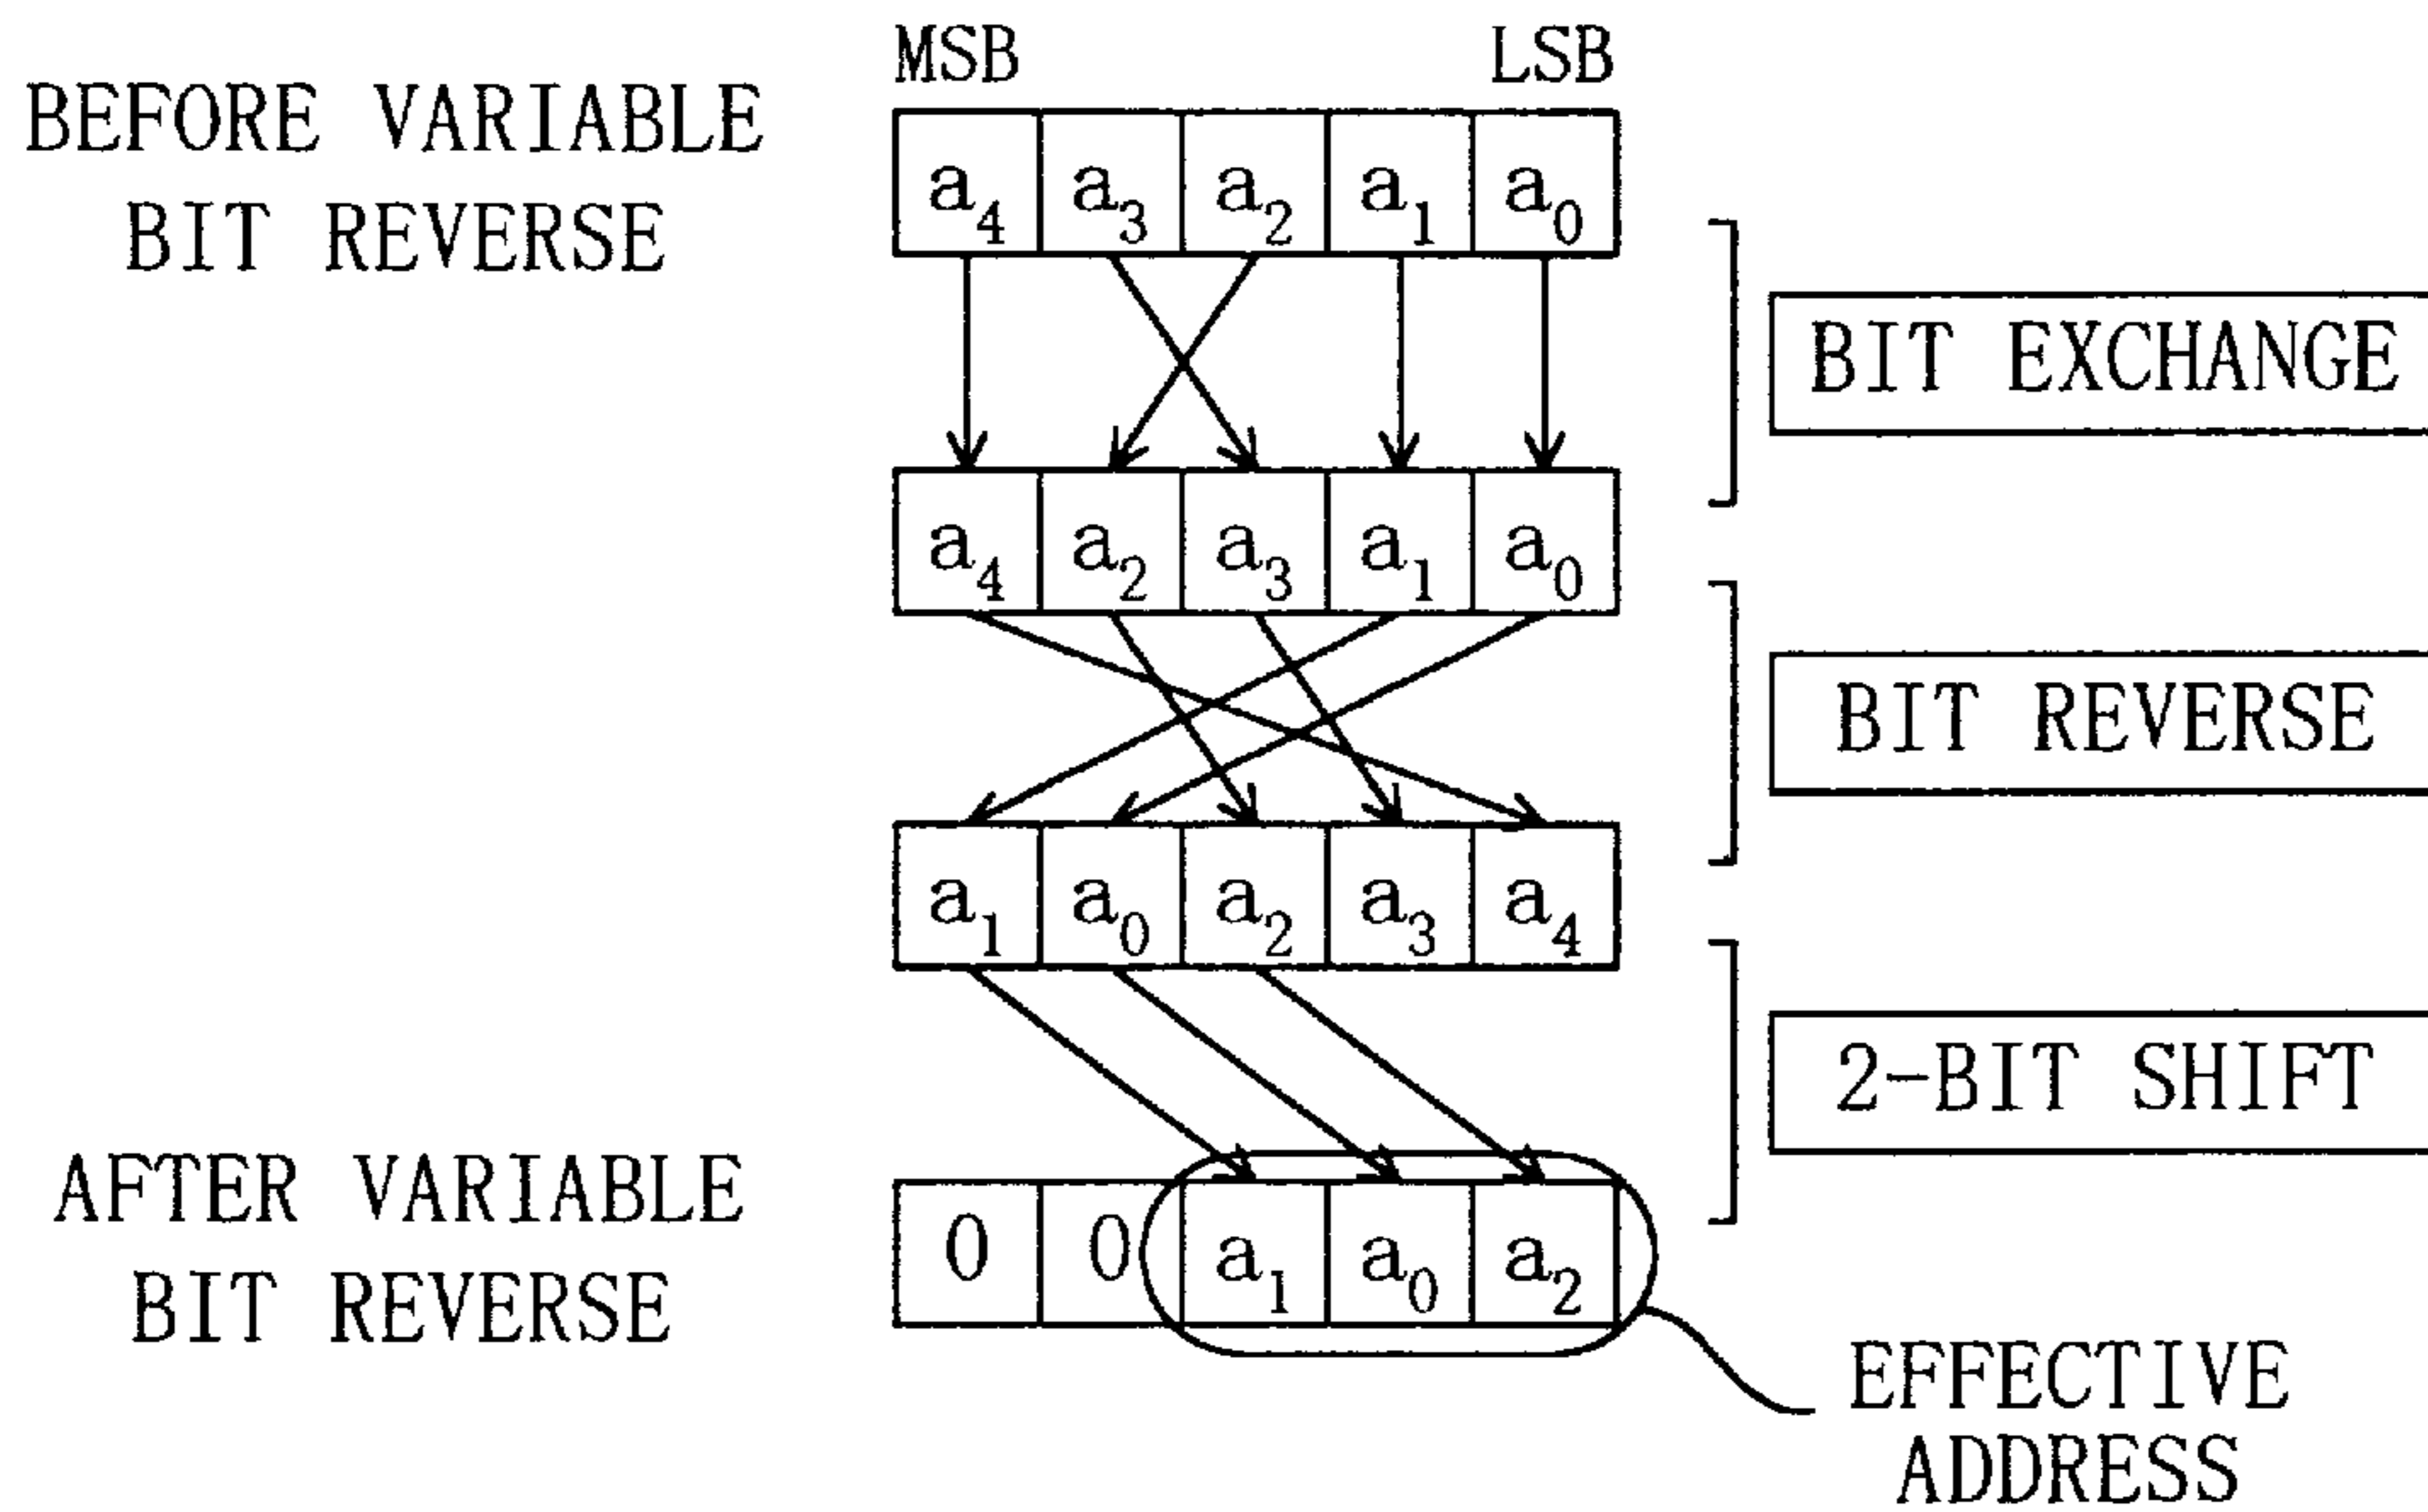 MSB LSB
BEFORE VARIABLE
BIT REVERSE
a₄ a₃ a₂ a₁ a₀
BIT EXCHANGE
a₄ a₂ a₃ a₁ a₀
BIT REVERSE
a₁ a₀ a₂ a₃ a₄
2-BIT SHIFT
AFTER VARIABLE
BIT REVERSE
0 0 a₁ a₀ a₂
EFFECTIVE
ADDRESS